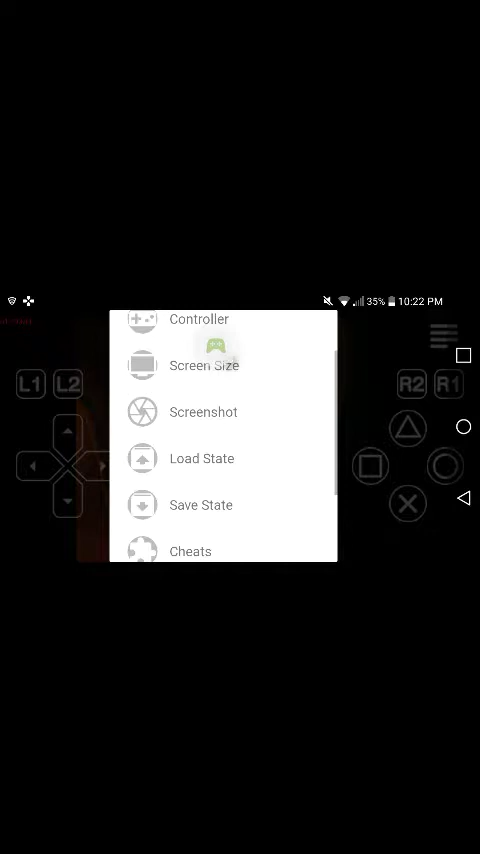 35% 10:22 PM
Controller
Screen Size
L1 L2
R2 R1
Screenshot
Load State
Save State
Cheats